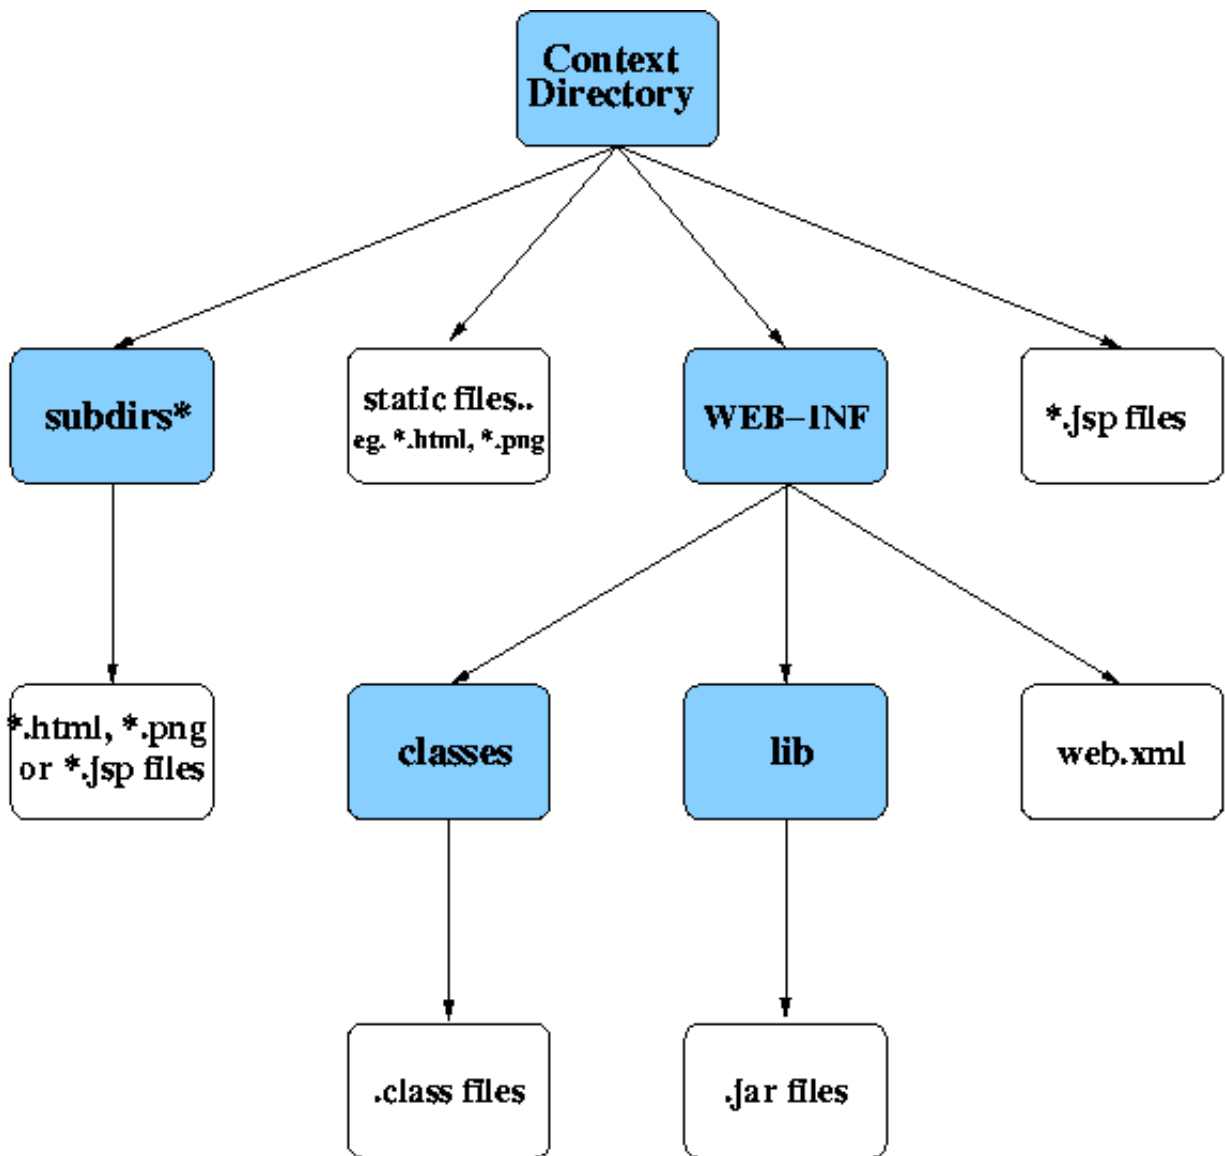 Context
Directory
subdirs*
static files..
eg. *.html, *.png
WEB-INF
*.jsp files
*.html, *.png
or *.jsp files
classes
lib
web.xml
.class files
.jar files